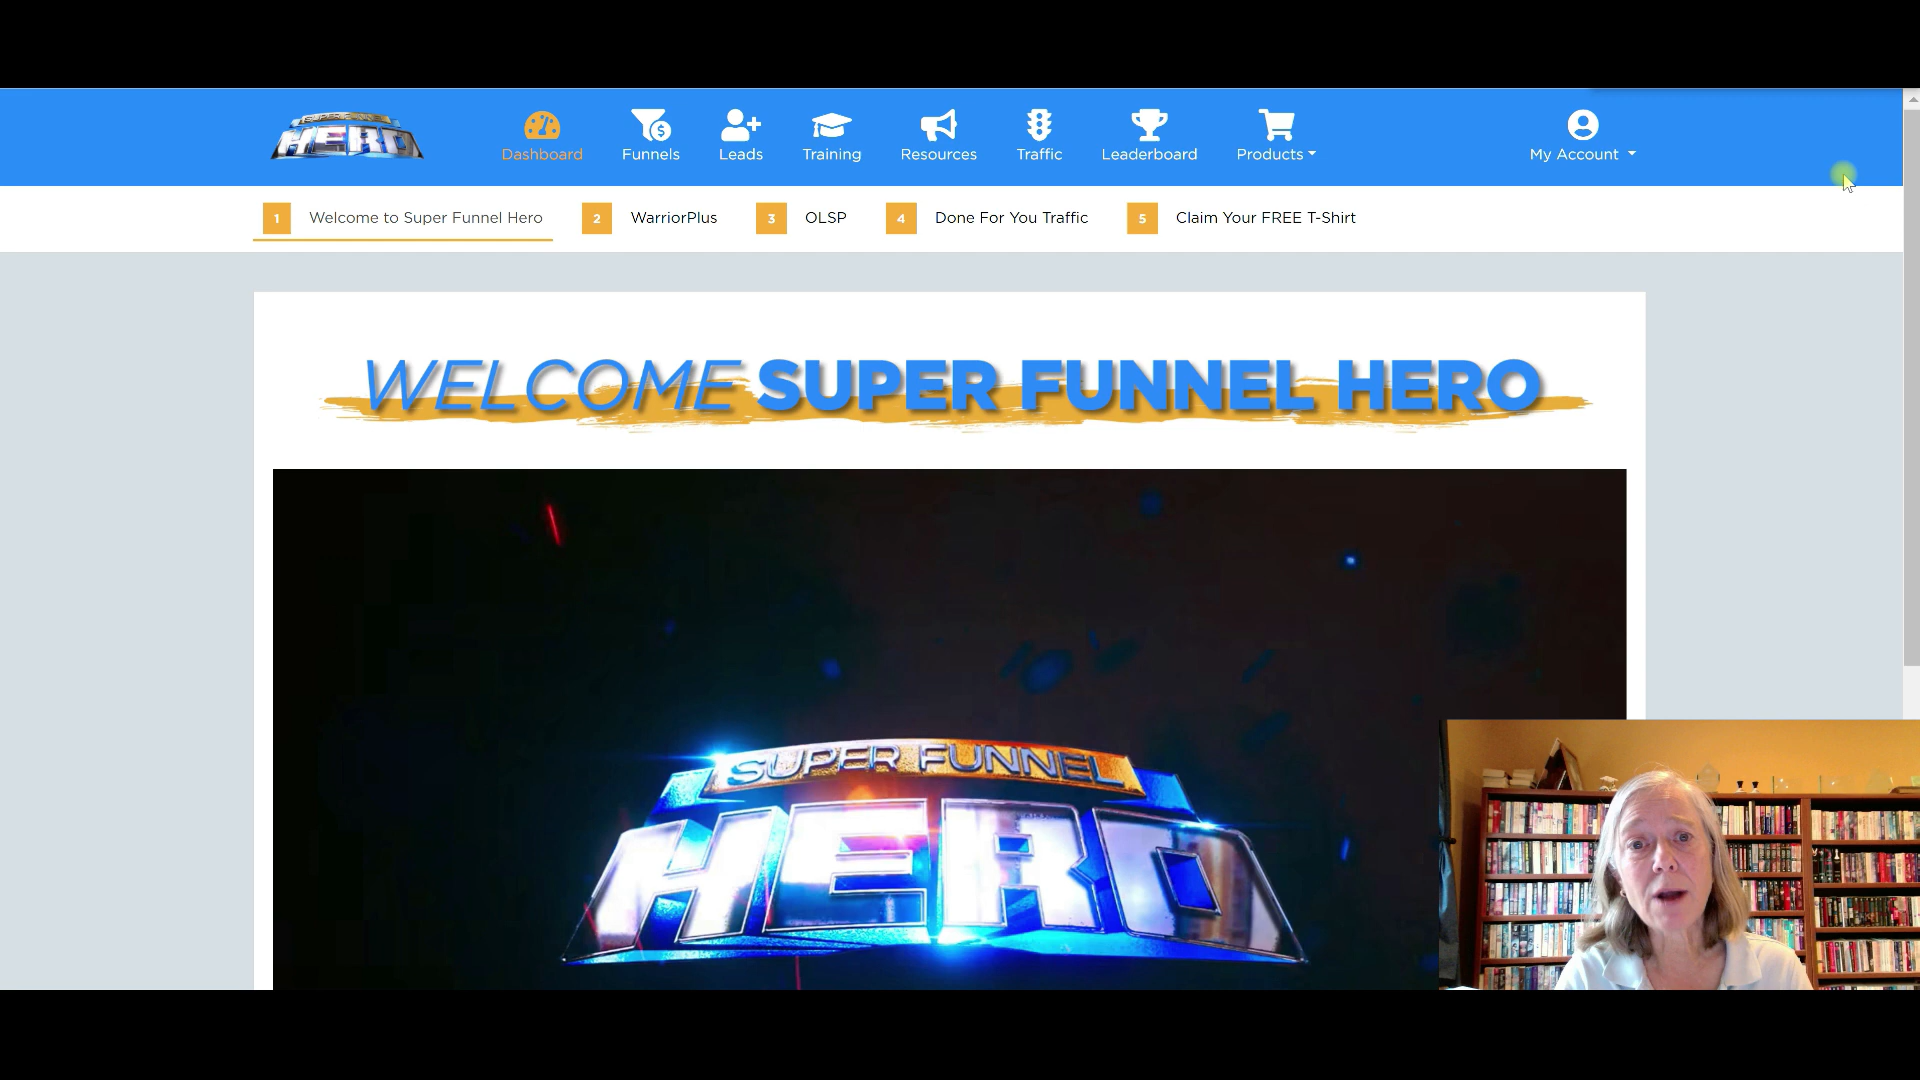 SUPER FUNNEL
HERO
Dashboard
Funnels
Leads
Training
Resources
Traffic
Leaderboard
Products
My Account
1 Welcome to Super Funnel Hero
2 WarriorPlus
3 OLSP
4 Done For You Traffic
5 Claim Your FREE T-Shirt
WELCOME SUPER FUNNEL HERO
SUPER FUNNEL
HERO